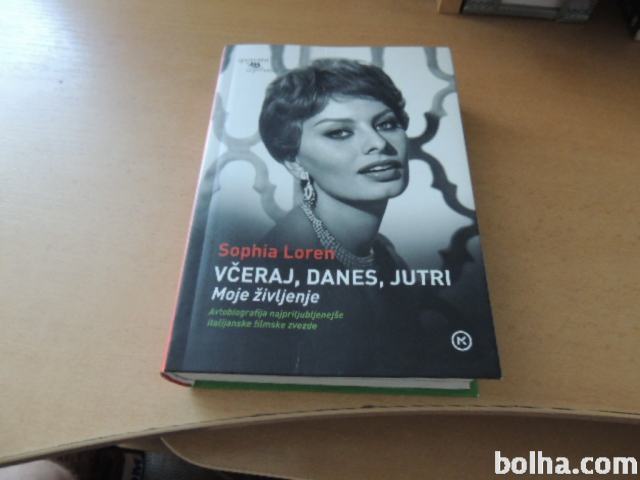 Sophia Loren
VČERAJ, DANES, JUTRI
Moje življenje
Avtobiografija najpriljubljenejše
italijanske filmske zvezde
bolha.com